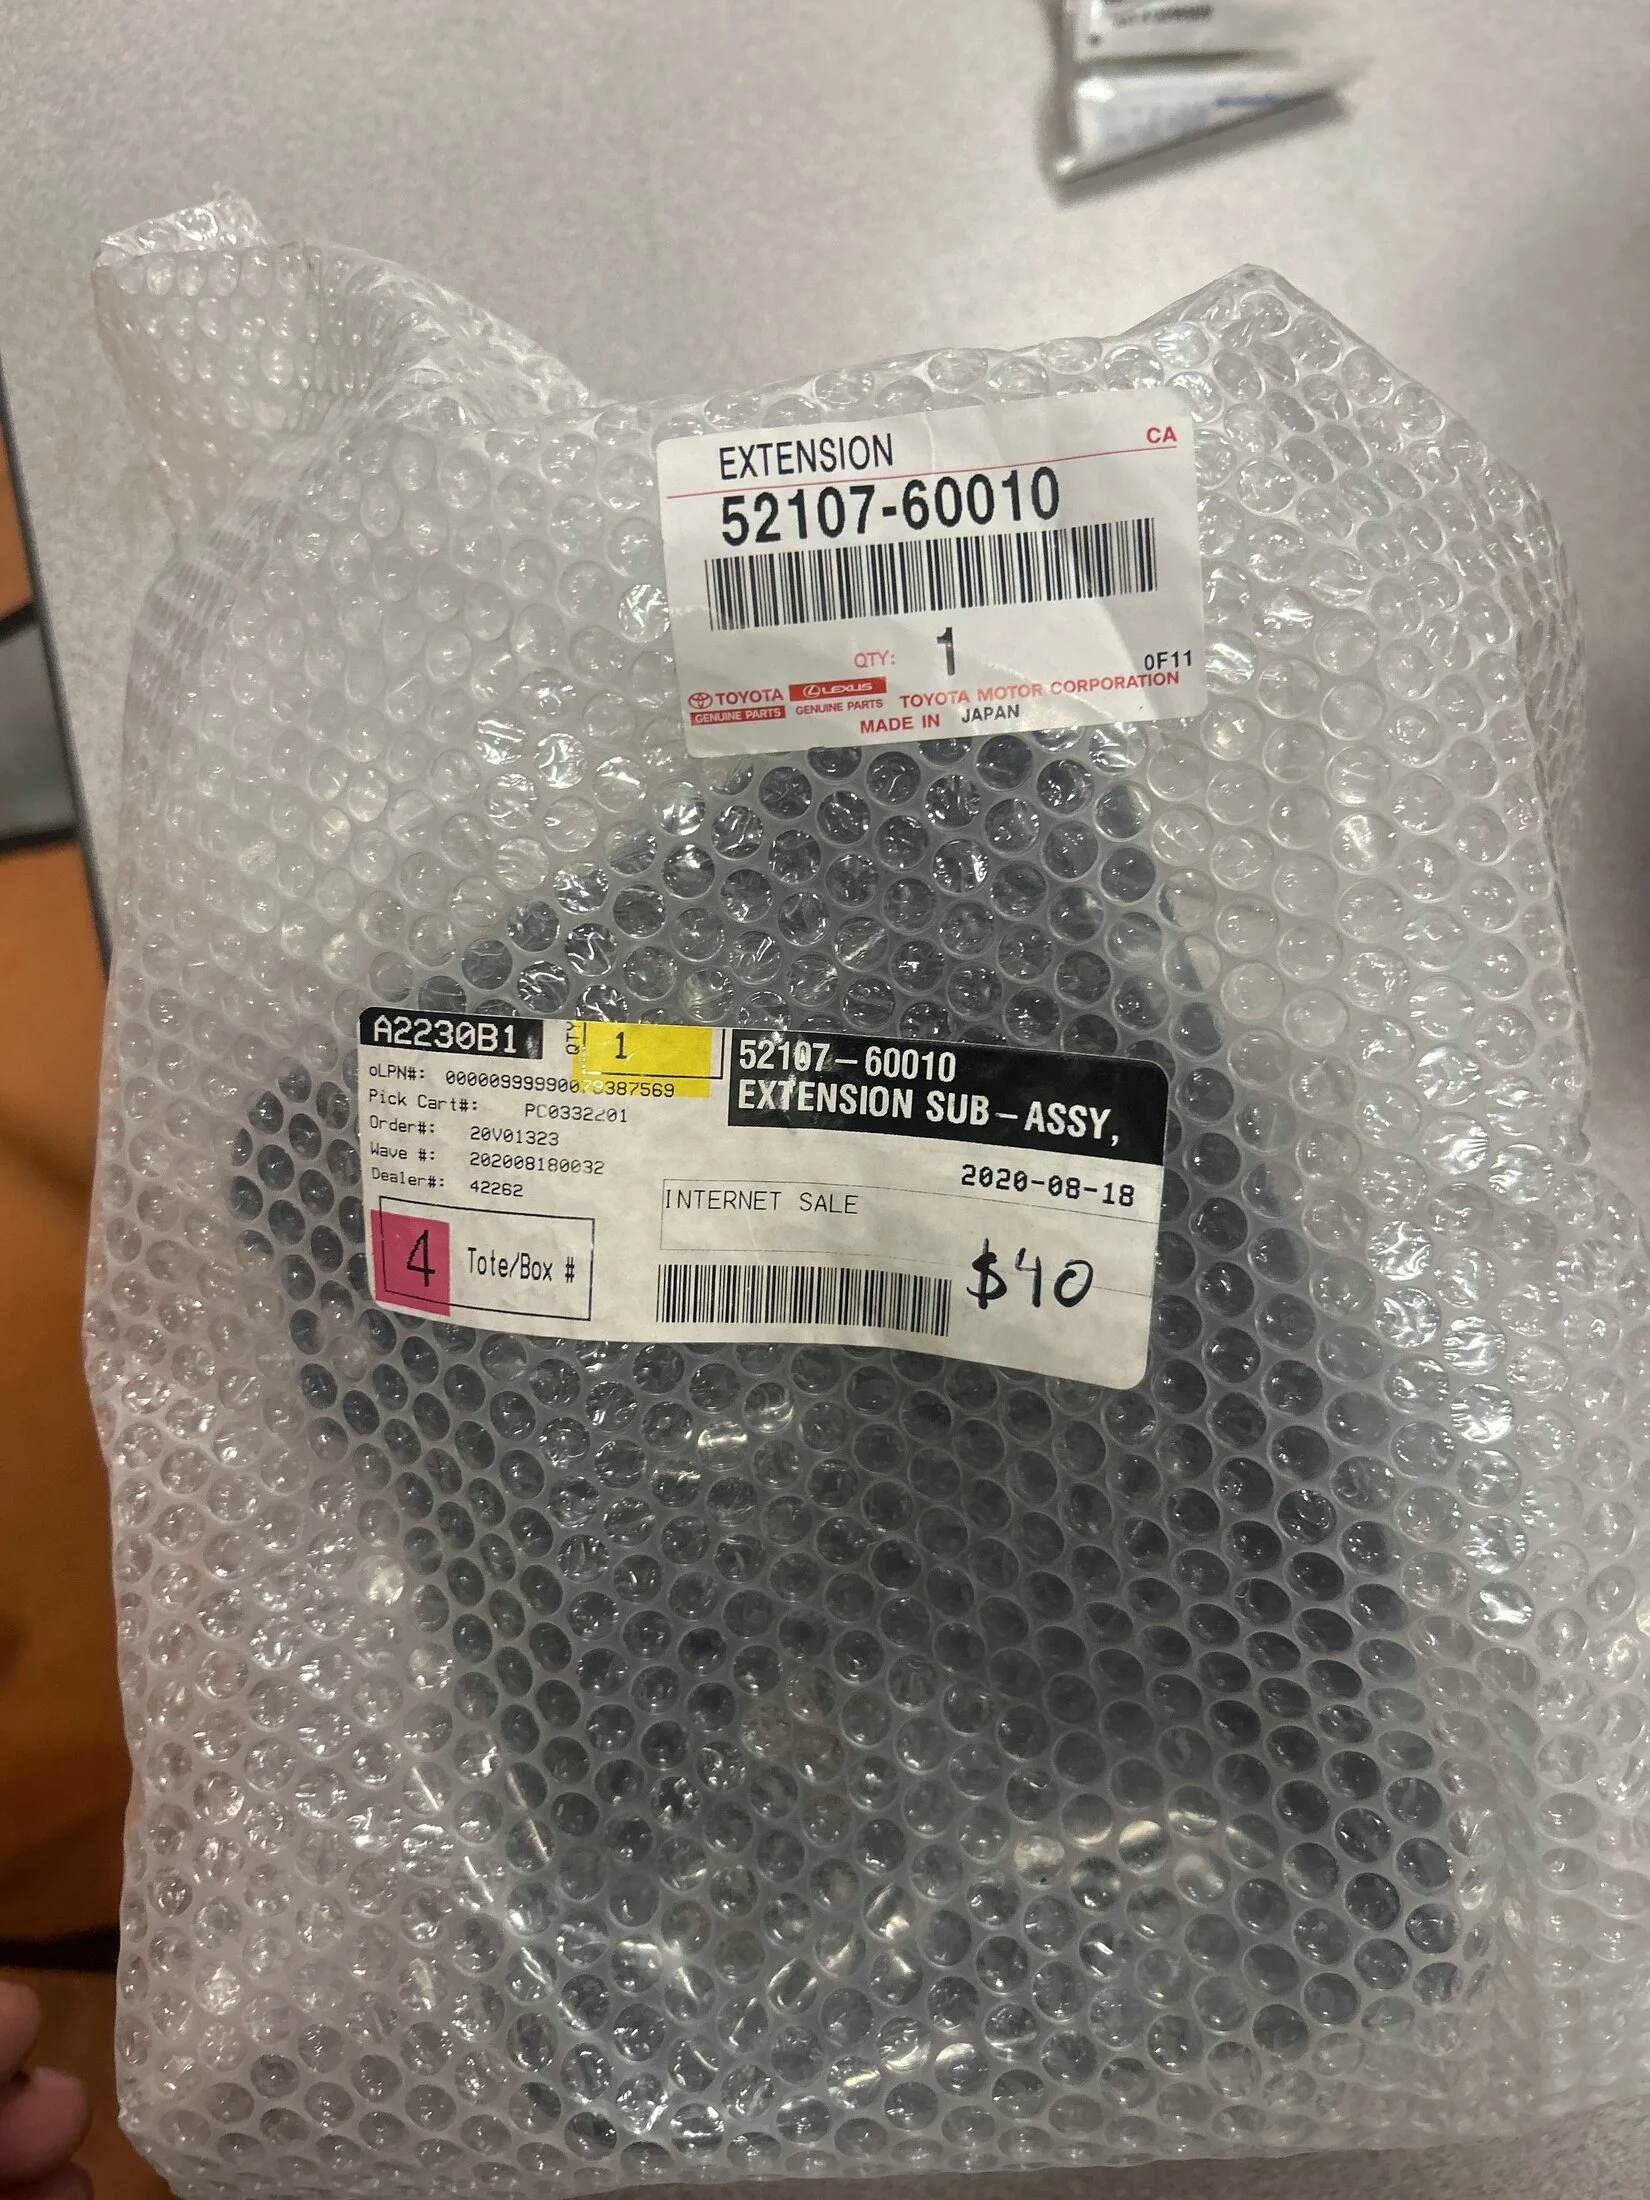 EXTENSION
CA
52107-60010
QTY: 1
0F11
TOYOTA LEXUS TOYOTA MOTOR CORPORATION
GENUINE PARTS GENUINE PARTS MADE IN JAPAN
A2230B1 QTY 1
52107-60010
EXTENSION SUB-ASSY,
oLPN#: 00000999990079387569
Pick Cart#: PC0332201
Order#: 20V01323
Wave #: 202008180032
Dealer#: 42262
2020-08-18
INTERNET SALE
4 Tote/Box #
$40